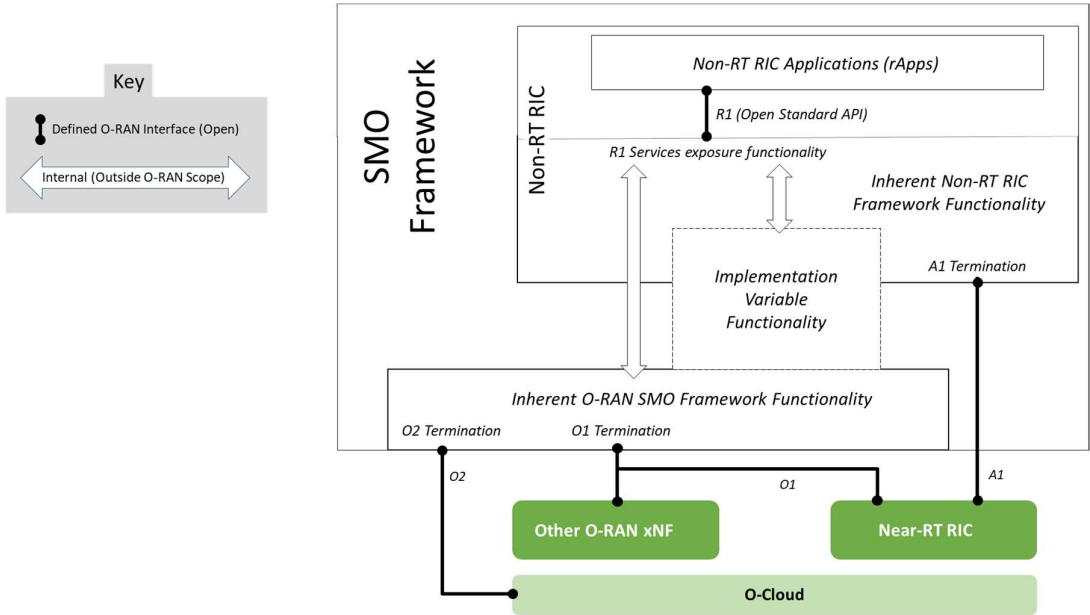 Key
Defined O-RAN Interface (Open)
Internal (Outside O-RAN Scope)
SMO
Framework
Non-RT RIC
Non-RT RIC Applications (rApps)
R1 (Open Standard API)
R1 Services exposure functionality
Inherent Non-RT RIC
Framework Functionality
A1 Termination
Implementation
Variable
Functionality
Inherent O-RAN SMO Framework Functionality
O2 Termination
O1 Termination
O2
O1
A1
Other O-RAN xNF
Near-RT RIC
O-Cloud